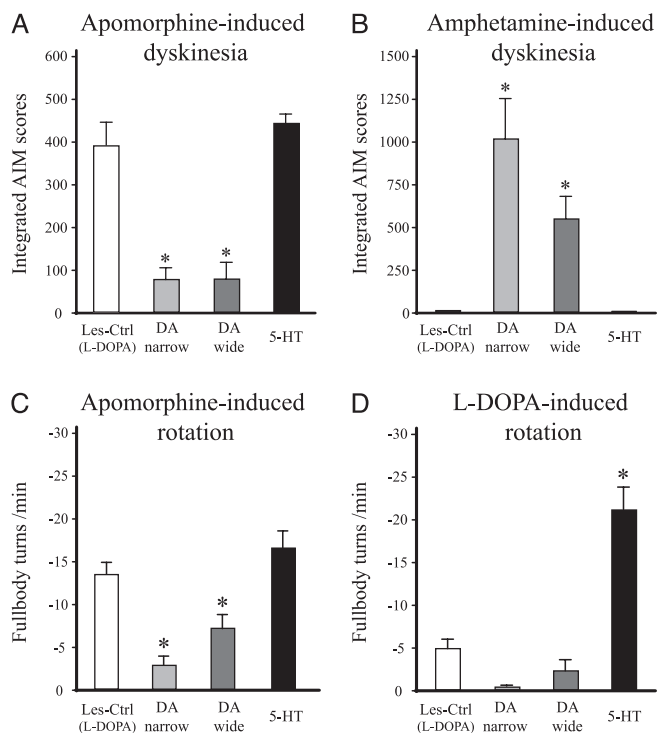 A
Apomorphine-induced
dyskinesia
Integrated AIM scores
600
500
400
300
200
100
0
*
*
Les-Ctrl
(L-DOPA)
DA
narrow
DA
wide
5-HT
B
Amphetamine-induced
dyskinesia
Integrated AIM scores
1500
1250
1000
750
500
250
0
*
*
Les-Ctrl
(L-DOPA)
DA
narrow
DA
wide
5-HT
C
Apomorphine-induced
rotation
Fullbody turns /min
-30
-25
-20
-15
-10
-5
0
*
*
Les-Ctrl
(L-DOPA)
DA
narrow
DA
wide
5-HT
D
L-DOPA-induced
rotation
Fullbody turns /min
-30
-25
-20
-15
-10
-5
0
*
Les-Ctrl
(L-DOPA)
DA
narrow
DA
wide
5-HT